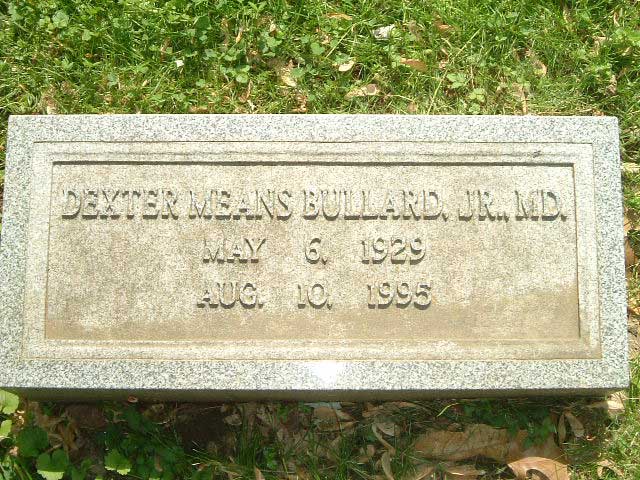 DEXTER MEANS BULLARD, JR., MD.
MAY 6, 1929
AUG. 10, 1995